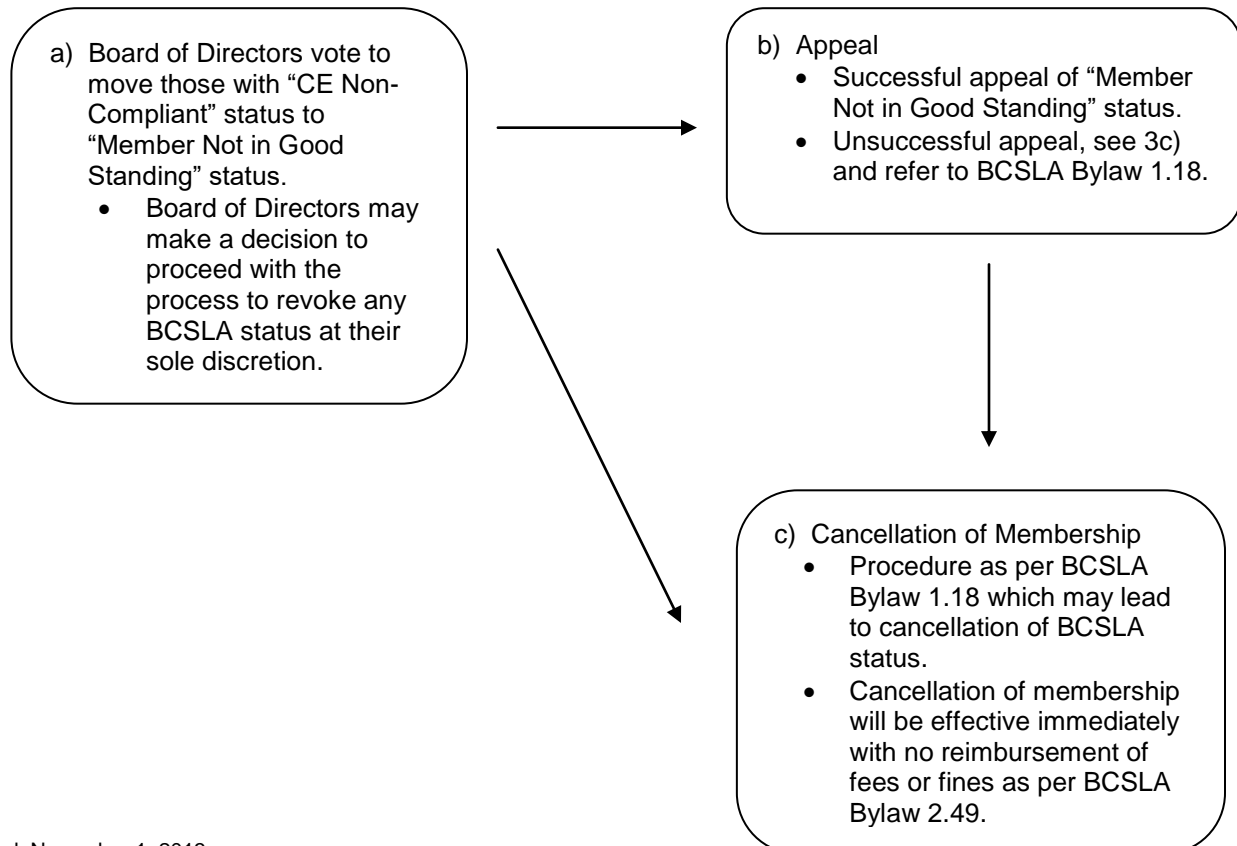 a) Board of Directors vote to
move those with “CE Non-
Compliant” status to
“Member Not in Good
Standing” status.
• Board of Directors may
make a decision to
proceed with the
process to revoke any
BCSLA status at their
sole discretion.
b) Appeal
• Successful appeal of “Member
Not in Good Standing” status.
• Unsuccessful appeal, see 3c)
and refer to BCSLA Bylaw 1.18.
c) Cancellation of Membership
• Procedure as per BCSLA
Bylaw 1.18 which may lead
to cancellation of BCSLA
status.
• Cancellation of membership
will be effective immediately
with no reimbursement of
fees or fines as per BCSLA
Bylaw 2.49.